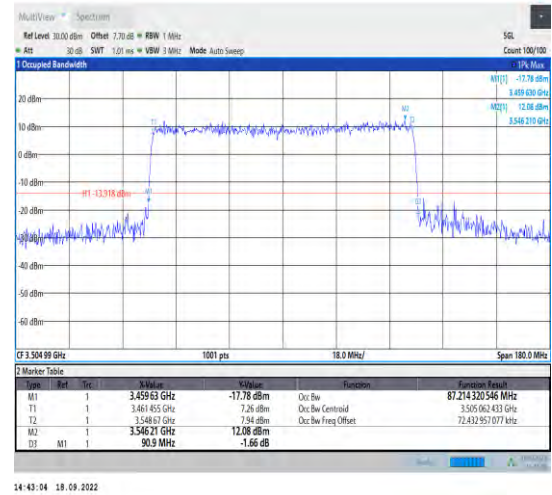 MultiView Spectrum
Ref Level 30.00 dBm Offset 7.70 dB RBW 1 MHz SGL
Att 30 dB SWT 1.01 ms VBW 3 MHz Mode Auto Sweep Count 100/100
1 Occupied Bandwidth 1Pk Max
M1[1] -17.78 dBm
3.459 630 GHz
M2[1] 12.08 dBm
3.546 210 GHz
20 dBm
M2
T1
10 dBm
0 dBm
-10 dBm
H1 -13.918 dBm
M1
D3
-20 dBm
-30 dBm
-40 dBm
-50 dBm
-60 dBm
CF 3.504 99 GHz 1001 pts 18.0 MHz/ Span 180.0 MHz
2 Marker Table
Type Ref Trc X-Value Y-Value Function Function Result
M1 1 3.459 63 GHz -17.78 dBm Occ Bw 87.214 320 546 MHz
T1 1 3.461 455 GHz 7.26 dBm Occ Bw Centroid 3.505 062 433 GHz
T2 1 3.548 67 GHz 7.94 dBm Occ Bw Freq Offset 72.432 957 077 kHz
M2 1 3.546 21 GHz 12.08 dBm
D3 M1 1 90.9 MHz -1.66 dB
14:43:04 18.09.2022